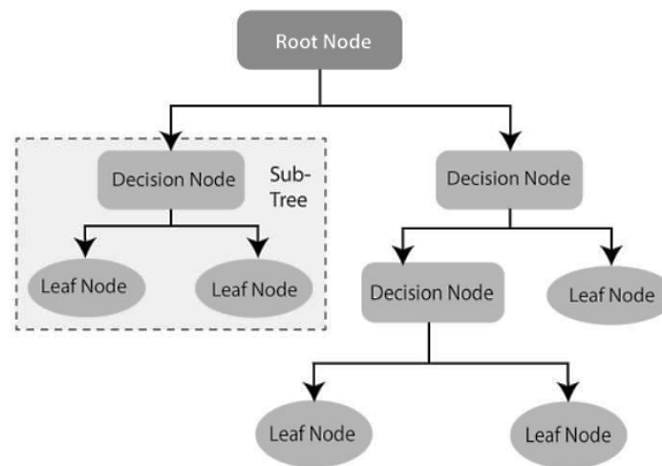 Root Node
Decision Node
Sub-
Tree
Decision Node
Leaf Node
Leaf Node
Decision Node
Leaf Node
Leaf Node
Leaf Node